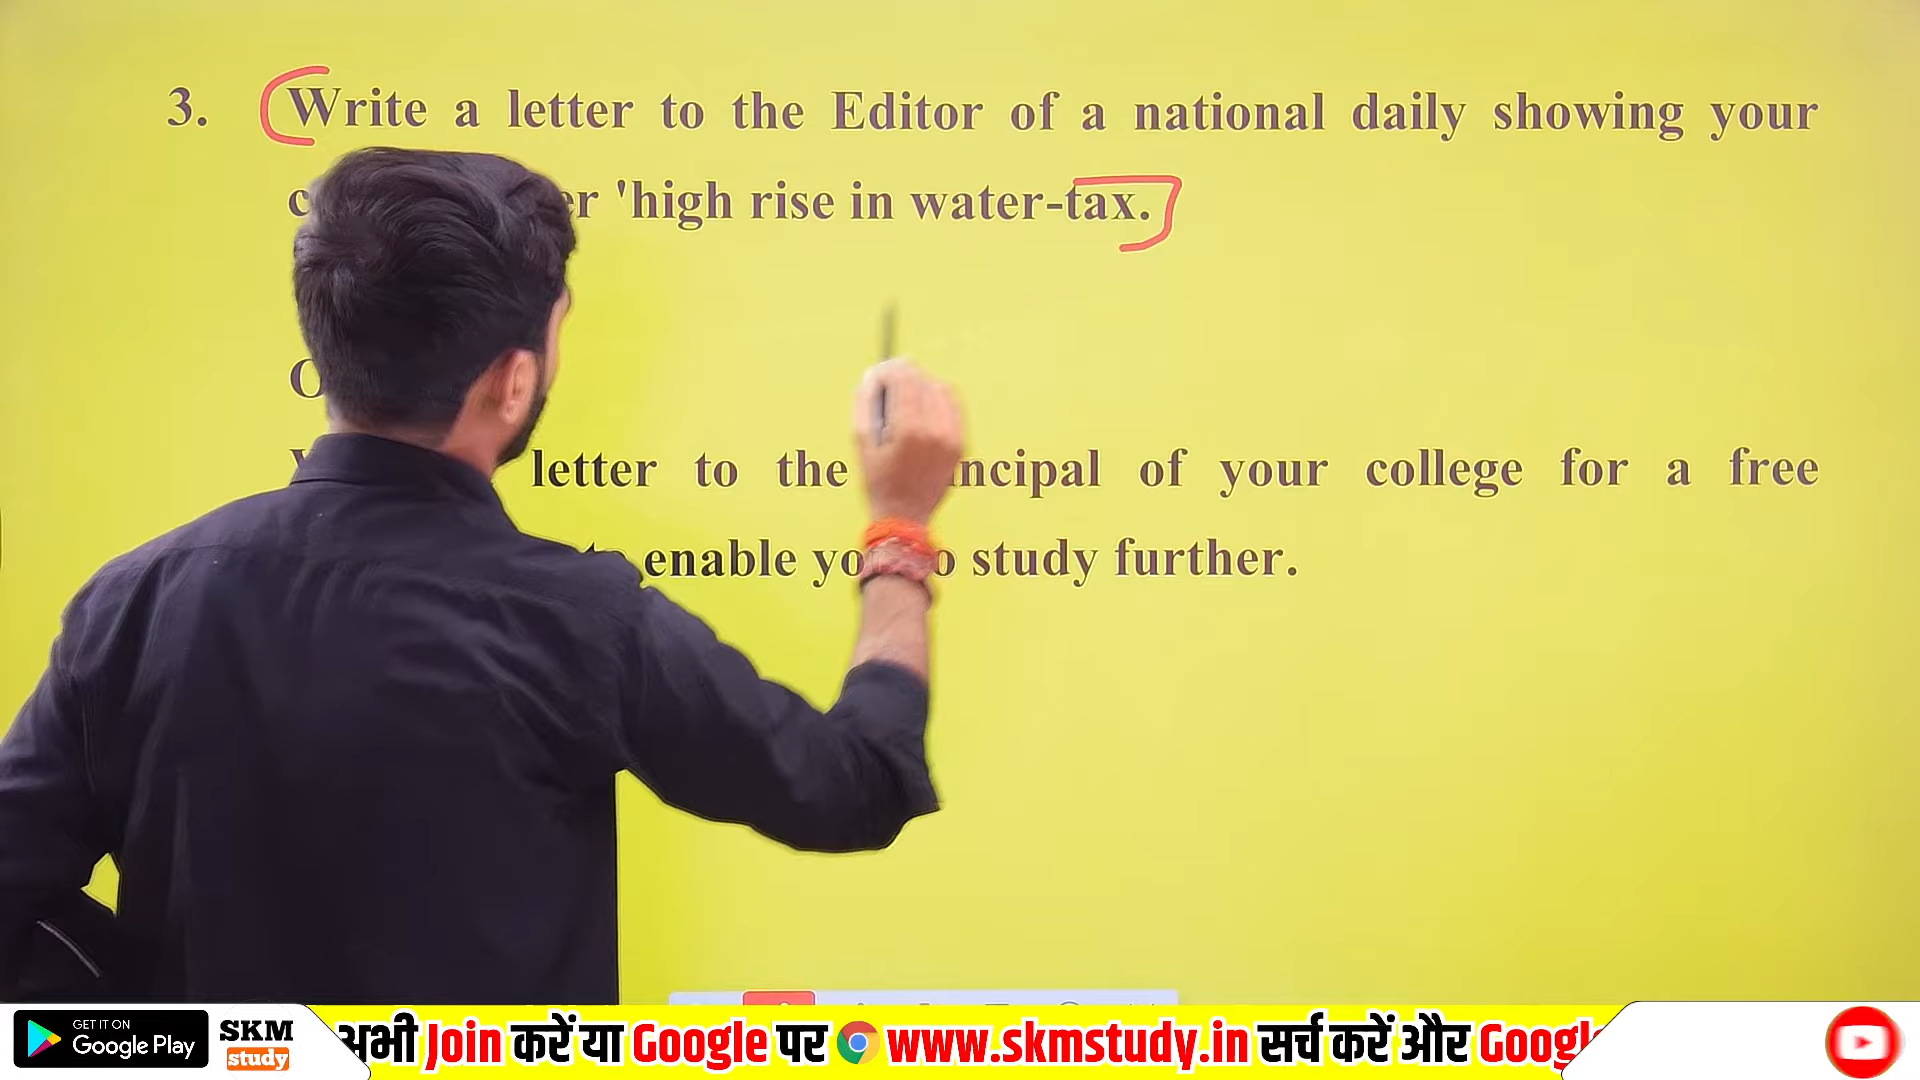 3. Write a letter to the Editor of a national daily showing your
'high rise in water-tax.
letter to the of your college for a free
enable to study further.
GET IT ON
Google Play
SKM
study
अभी Join करें या Google पर www.skmstudy.in सर्च करें और